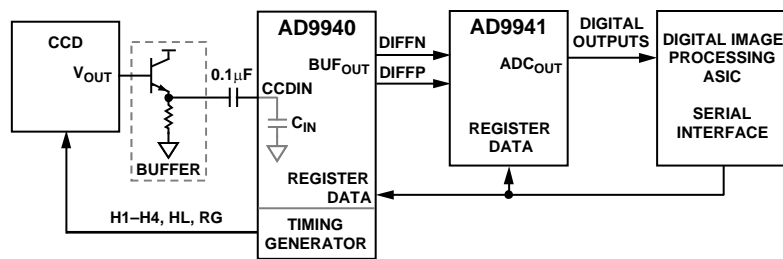 CCD
VOUT
BUFFER
0.1μF
AD9940
BUFOUT
CCDIN
CIN
REGISTER
DATA
TIMING
GENERATOR
H1–H4, HL, RG
DIFFN
DIFFP
AD9941
ADCOUT
REGISTER
DATA
DIGITAL
OUTPUTS
DIGITAL IMAGE
PROCESSING
ASIC
SERIAL
INTERFACE